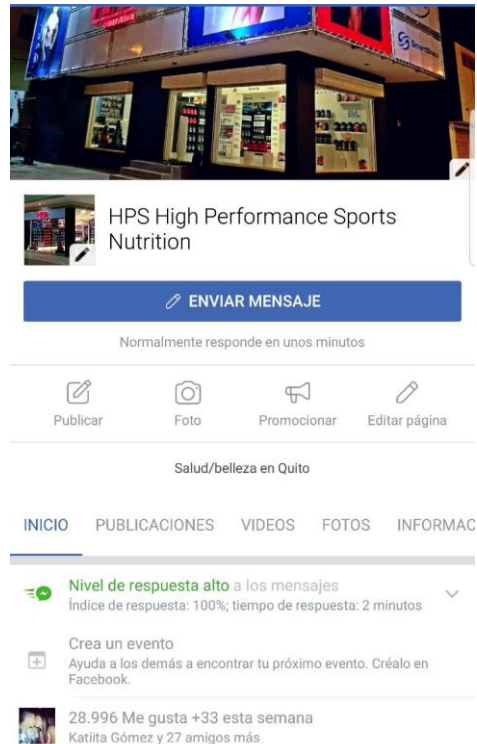 HPS High Performance Sports
Nutrition
ENVIAR MENSAJE
Normalmente responde en unos minutos
Publicar
Foto
Promocionar
Editar página
Salud/belleza en Quito
INICIO PUBLICACIONES VIDEOS FOTOS INFORMAC
Nivel de respuesta alto a los mensajes
Índice de respuesta: 100%; tiempo de respuesta: 2 minutos
Crea un evento
Ayuda a los demás a encontrar tu próximo evento. Créalo en
Facebook.
28.996 Me gusta +33 esta semana
Katiita Gómez y 27 amigos más